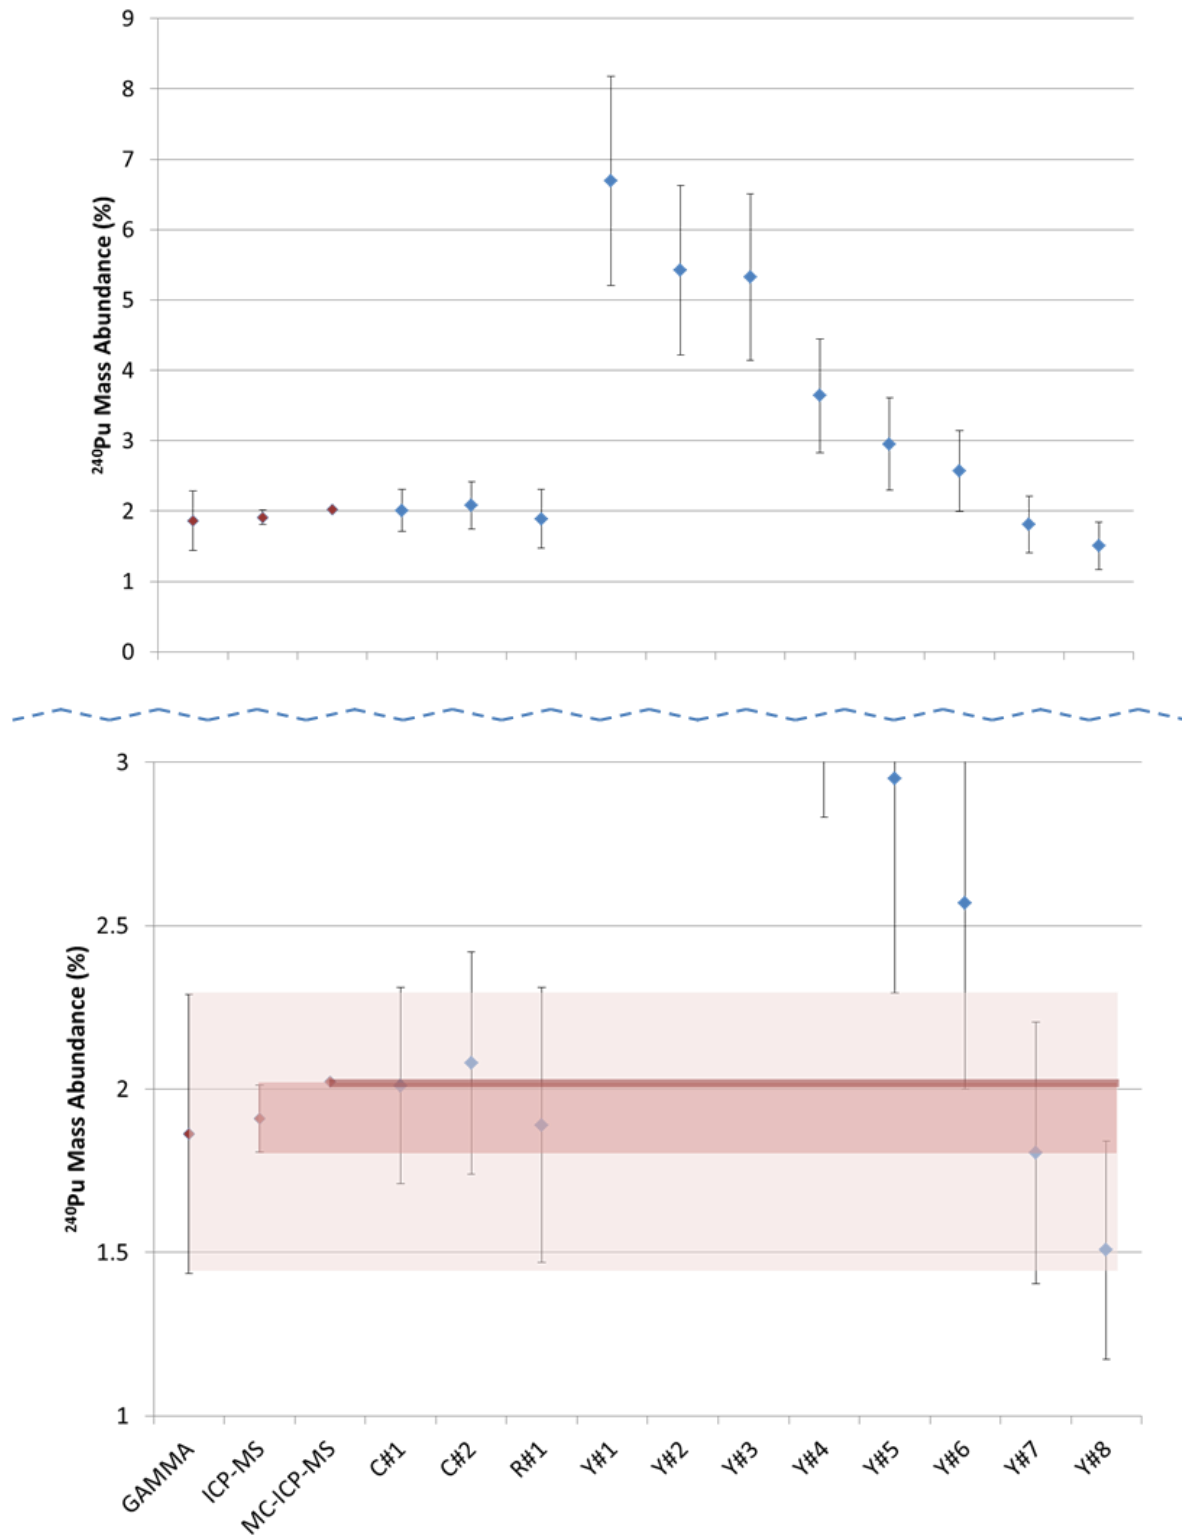 9
8
7
6
5
4
3
2
1
0
²⁴⁰Pu Mass Abundance (%)
3
2.5
2
1.5
1
²⁴⁰Pu Mass Abundance (%)
GAMMA
ICP-MS
MC-ICP-MS
C#1
C#2
R#1
Y#1
Y#2
Y#3
Y#4
Y#5
Y#6
Y#7
Y#8